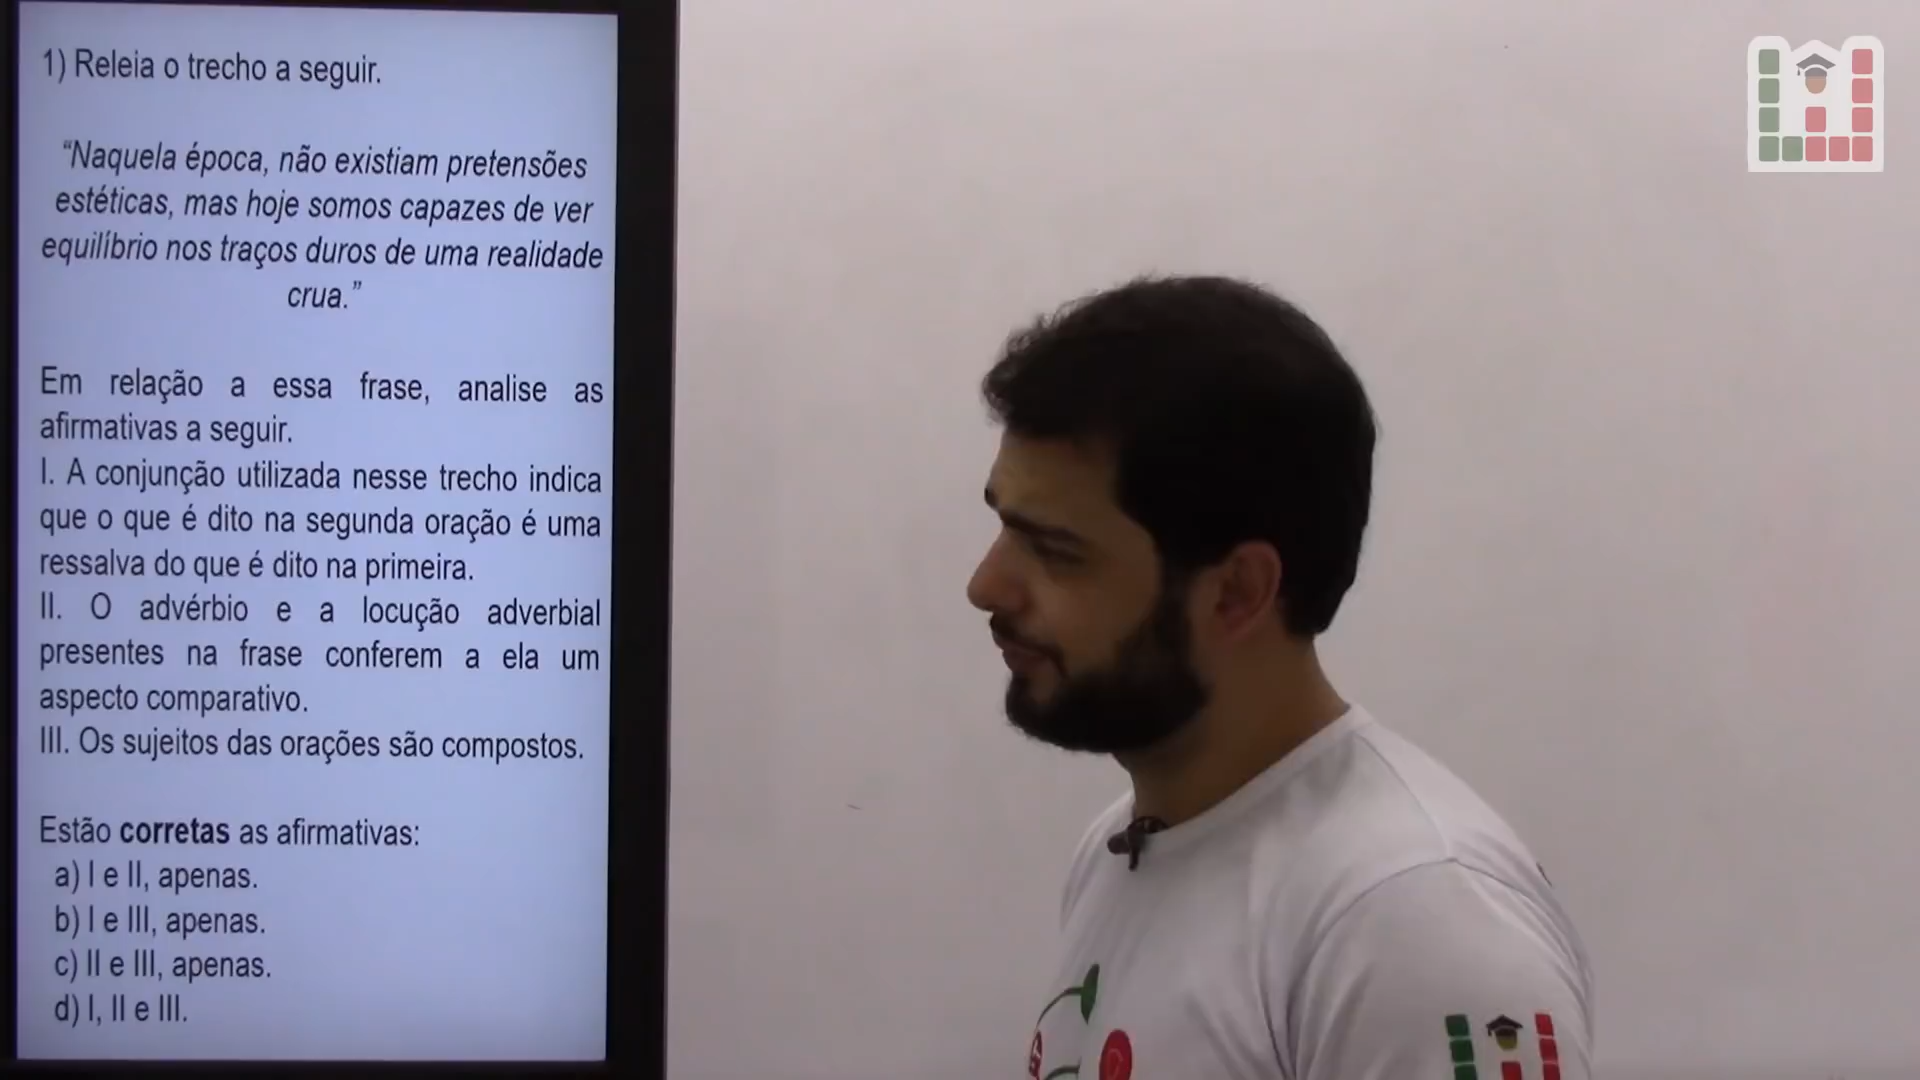 1) Releia o trecho a seguir.
“Naquela época, não existiam pretensões
estéticas, mas hoje somos capazes de ver
equilíbrio nos traços duros de uma realidade
crua.”
Em relação a essa frase, analise as
afirmativas a seguir.
I. A conjunção utilizada nesse trecho indica
que o que é dito na segunda oração é uma
ressalva do que é dito na primeira.
II. O advérbio e a locução adverbial
presentes na frase conferem a ela um
aspecto comparativo.
III. Os sujeitos das orações são compostos.
Estão corretas as afirmativas:
a) I e II, apenas.
b) I e III, apenas.
c) II e III, apenas.
d) I, II e III.